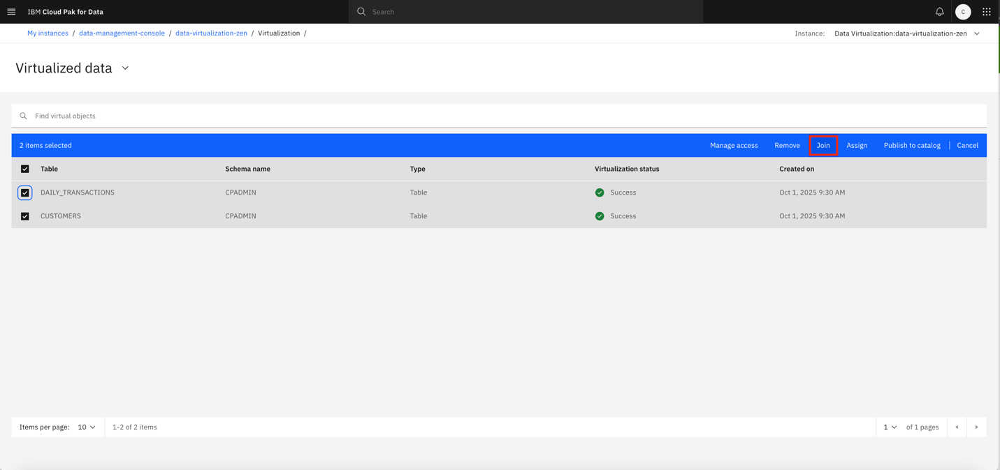 IBM Cloud Pak for Data Search C
My instances / data-management-console / data-virtualization-zen / Virtualization / Instance: Data Virtualization:data-virtualization-zen
Virtualized data
Find virtual objects
2 items selected Manage access Remove Join Assign Publish to catalog | Cancel
Table Schema name Type Virtualization status Created on
DAILY_TRANSACTIONS CPADMIN Table Success Oct 1, 2025 9:30 AM
CUSTOMERS CPADMIN Table Success Oct 1, 2025 9:30 AM
Items per page: 10 1-2 of 2 items 1 of 1 pages